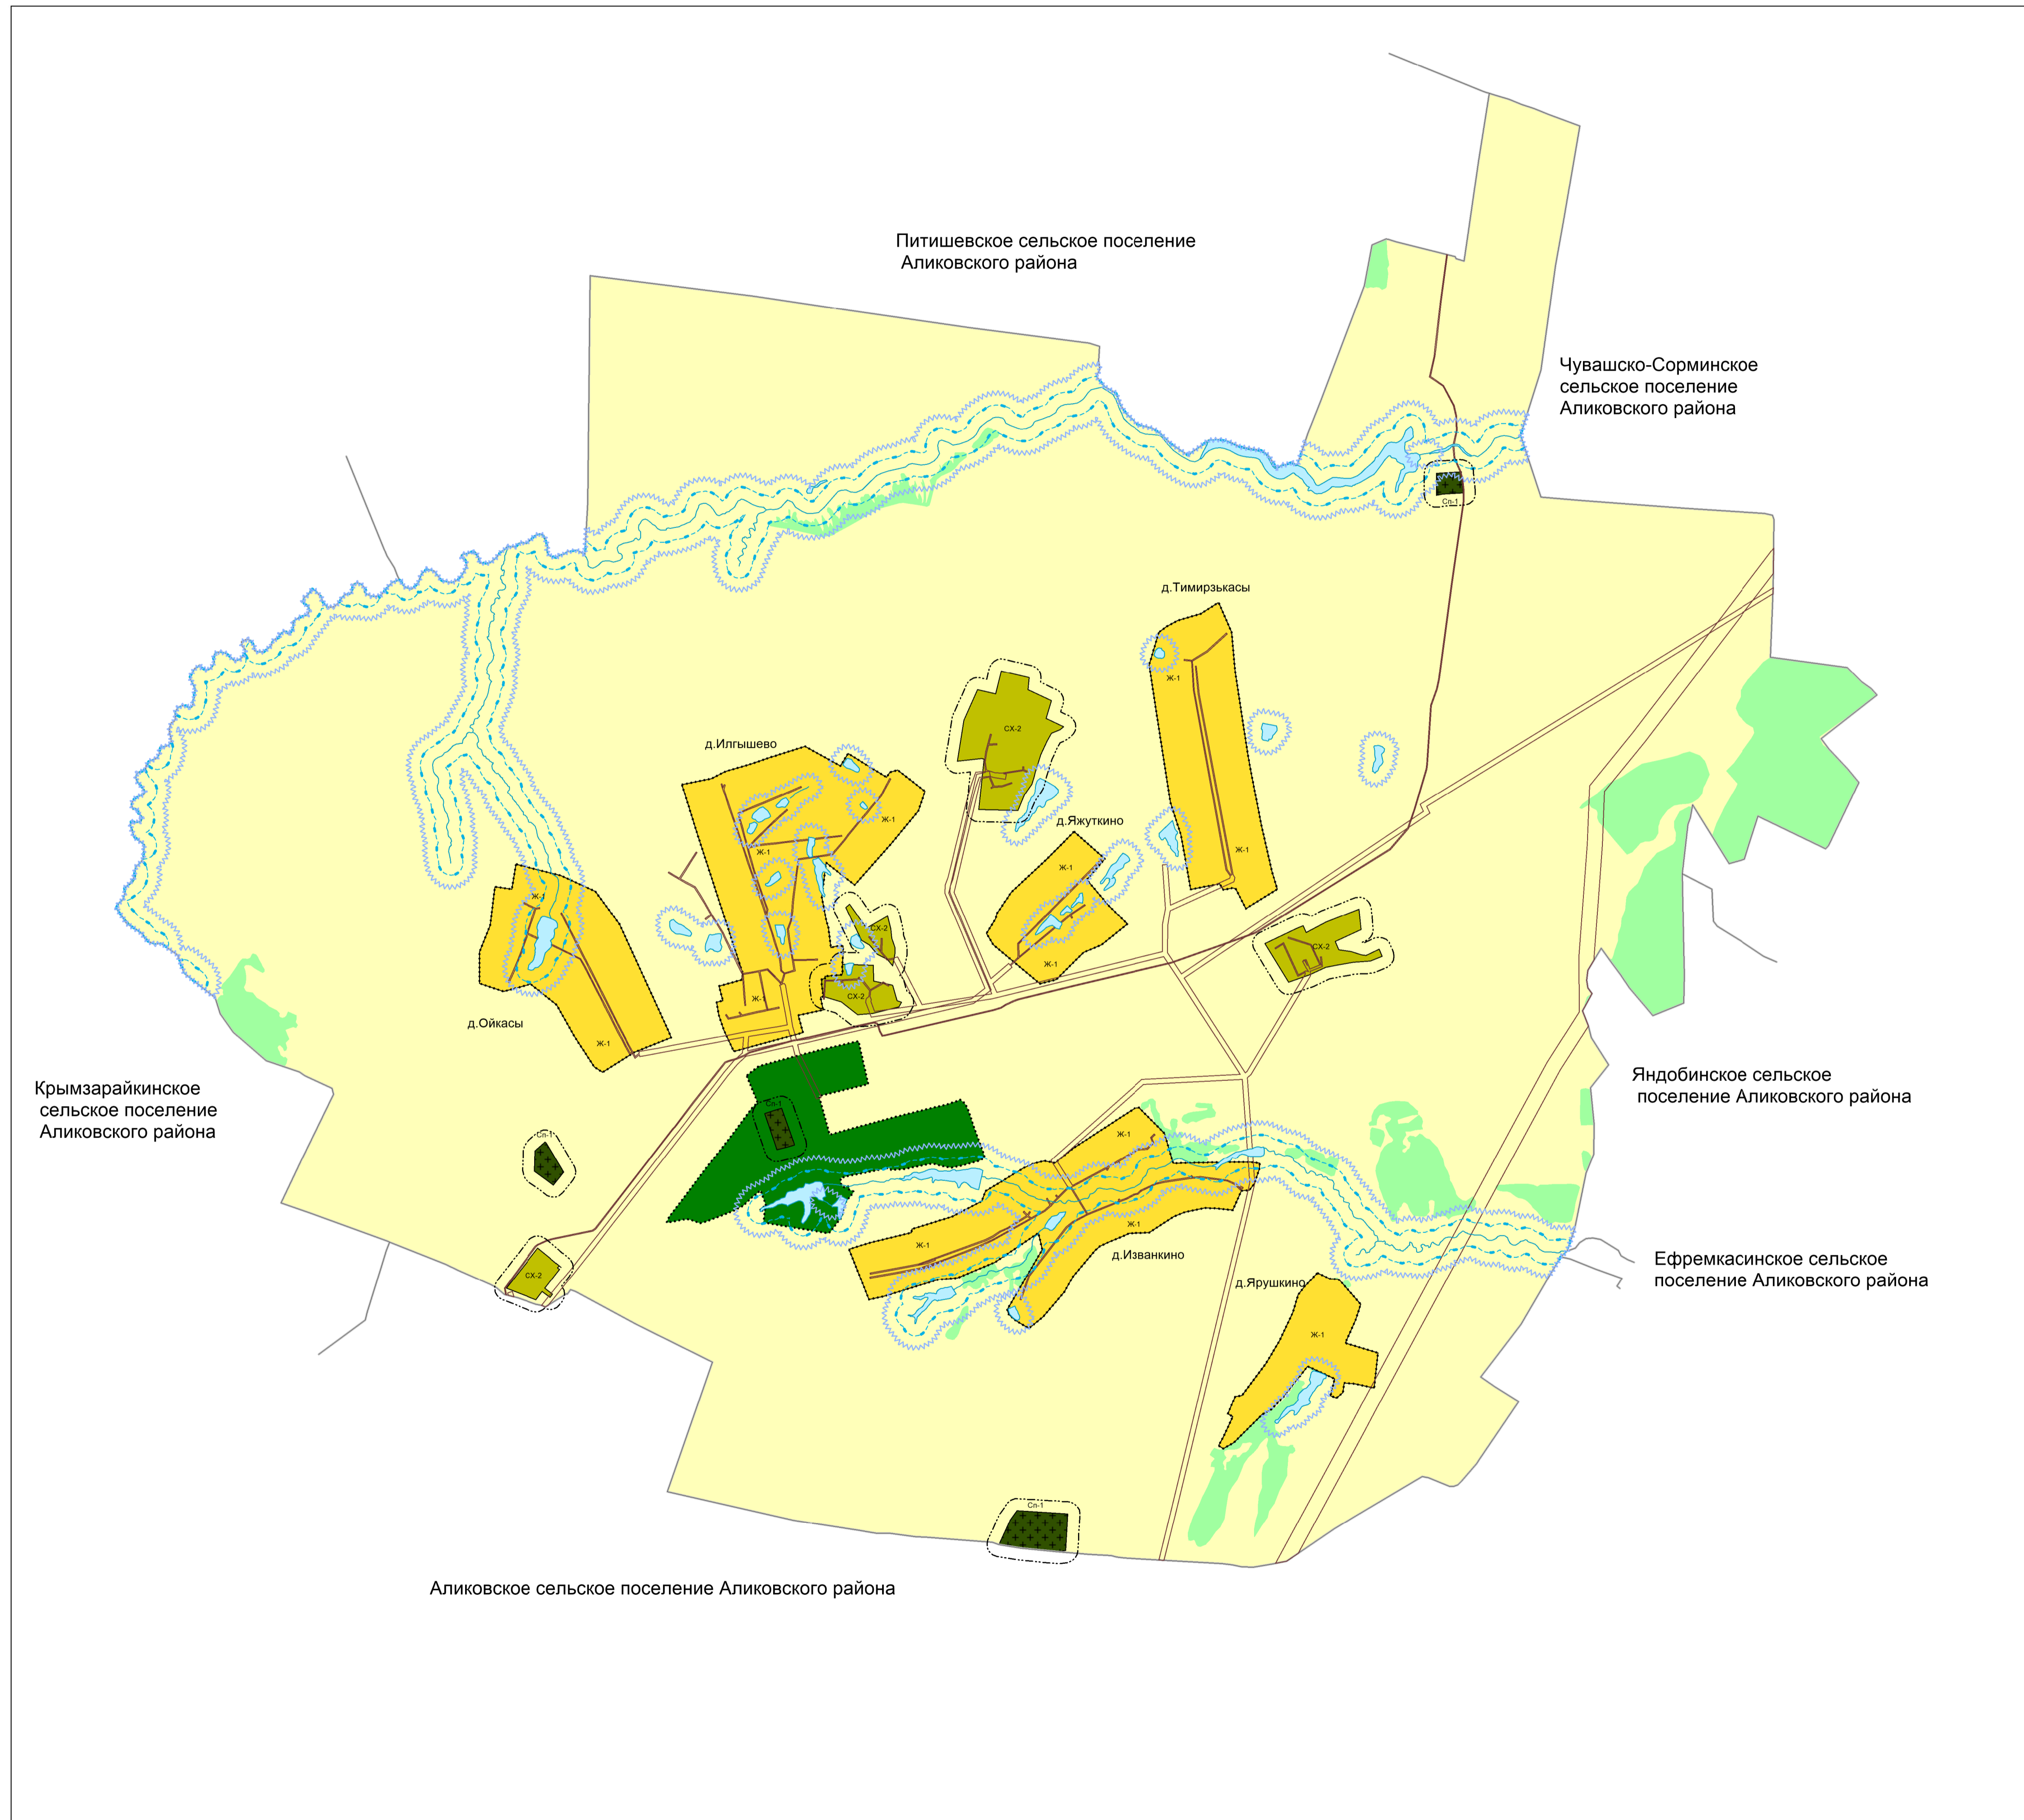 Питишевское сельское поселение
Аликовского района
Чувашско-Сорминское
сельское поселение
Аликовского района
Сп-1
д.Тимирзькасы
Ж-1
СХ-2
д.Илгышево
Ж-1
д.Яжуткино
Ж-1
Ж-1
Ж-1
Ж-1
СХ-2
СХ-2
Ж-1
Ж-1
СХ-2
д.Ойкасы
Ж-1
Крымзарайкинское
сельское поселение
Аликовского района
Яндобинское сельское
поселение Аликовского района
Сп-1
Сп-1
Ж-1
Ж-1
Ж-1
д.Изванкино
Ефремкасинское сельское
поселение Аликовского района
СХ-2
д.Ярушкино
Ж-1
Сп-1
Аликовское сельское поселение Аликовского района